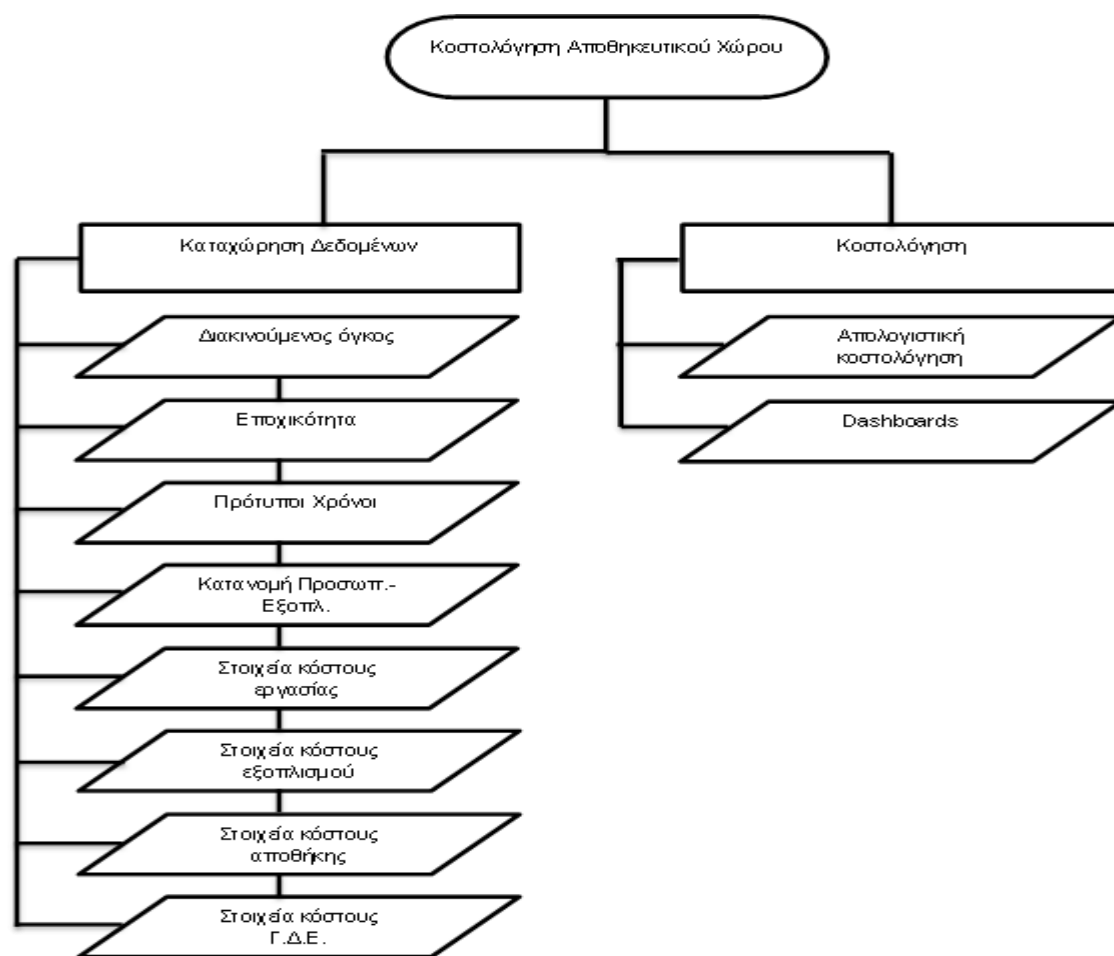 Κοστολόγηση Αποθηκευτικού Χώρου
Καταχώρηση Δεδομένων
Διακινούμενος όγκος
Εποχικότητα
Πρότυποι Χρόνοι
Κατανομή Προσωπ.-
Εξοπλ.
Στοιχεία κόστους
εργασίας
Στοιχεία κόστους
εξοπλισμού
Στοιχεία κόστους
αποθήκης
Στοιχεία κόστους
Γ.Δ.Ε.
Κοστολόγηση
Απολογιστική
κοστολόγηση
Dashboards